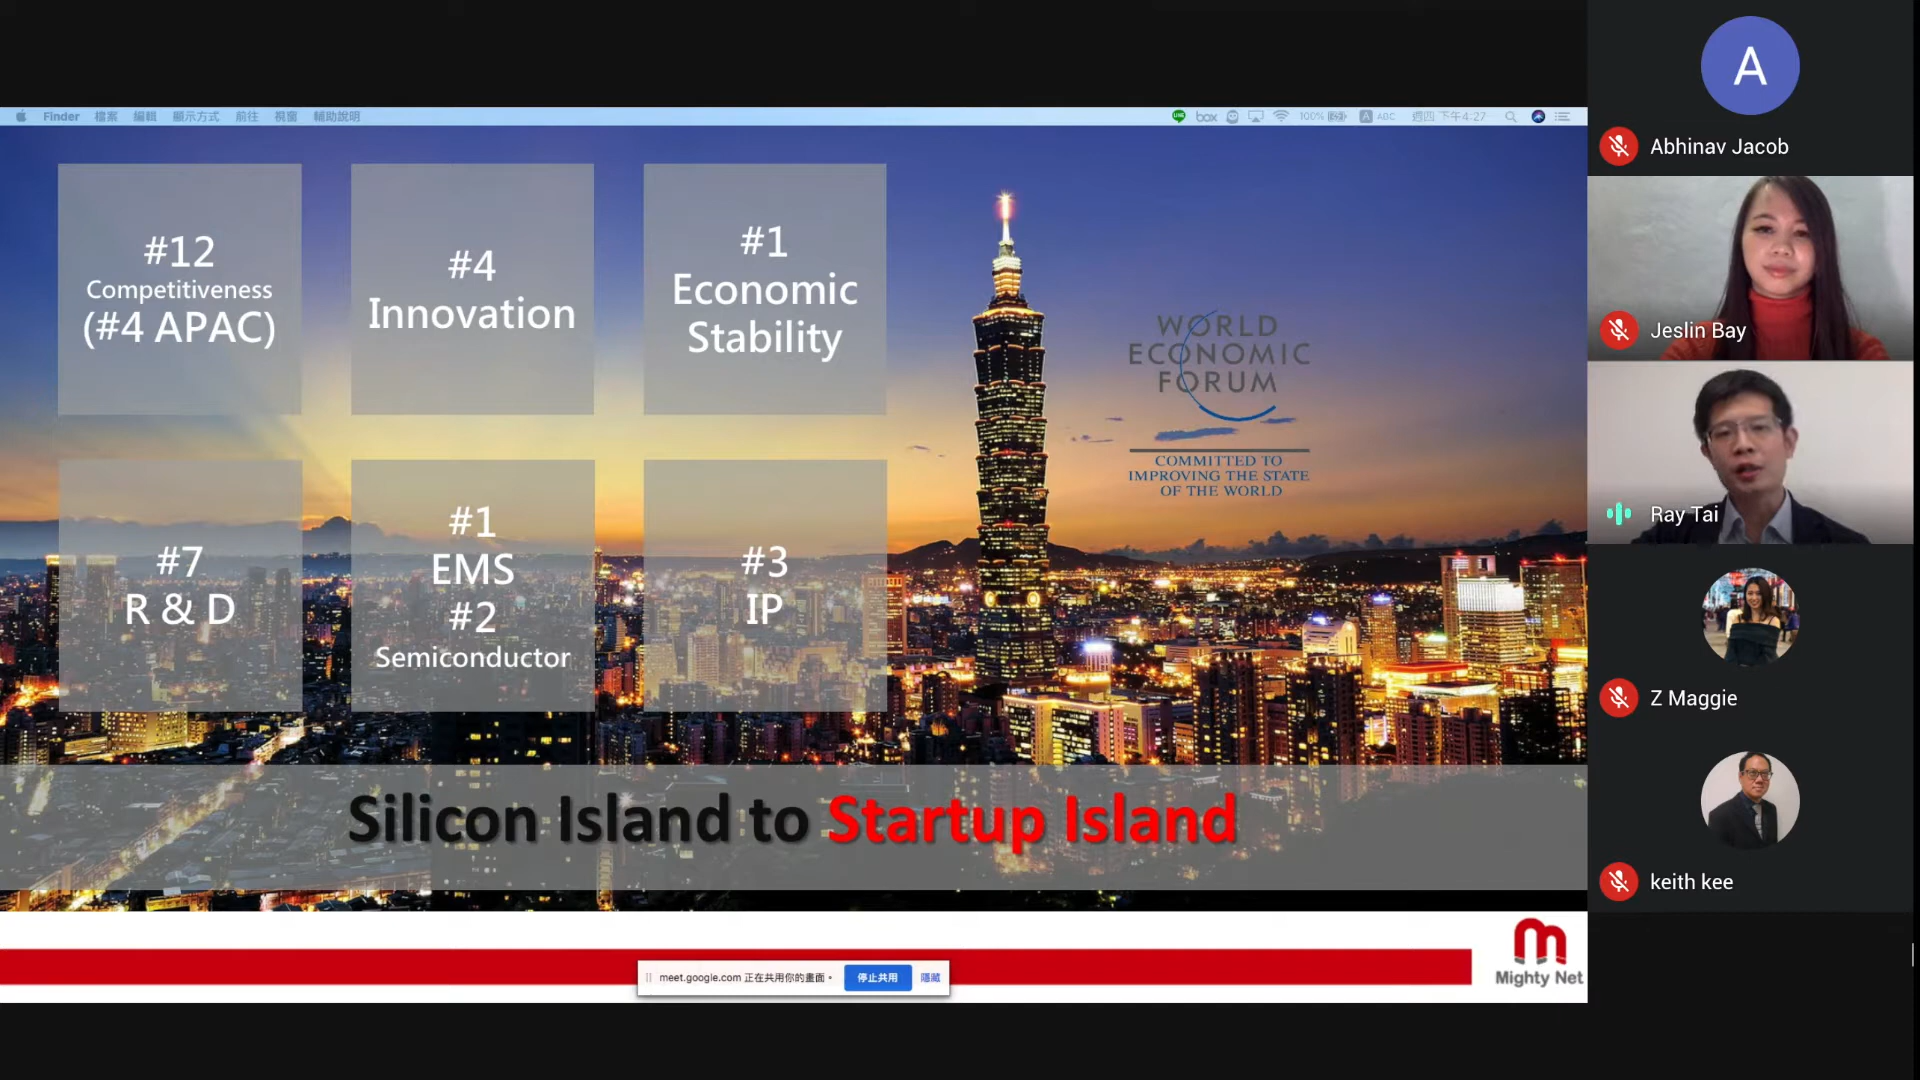 Finder 檔案 編輯 顯示方式 前往 視窗 輔助說明
LINE box 100% A ABC 週四 下午4:27
#12
Competitiveness
(#4 APAC)
#4
Innovation
#1
Economic
Stability
WORLD
ECONOMIC
FORUM
COMMITTED TO
IMPROVING THE STATE
OF THE WORLD
#7
R & D
#1
EMS
#2
Semiconductor
#3
IP
Silicon Island to Startup Island
Mighty Net
meet.google.com 正在共用你的畫面。 停止共用 隱藏
A
Abhinav Jacob
Jeslin Bay
Ray Tai
Z Maggie
keith kee